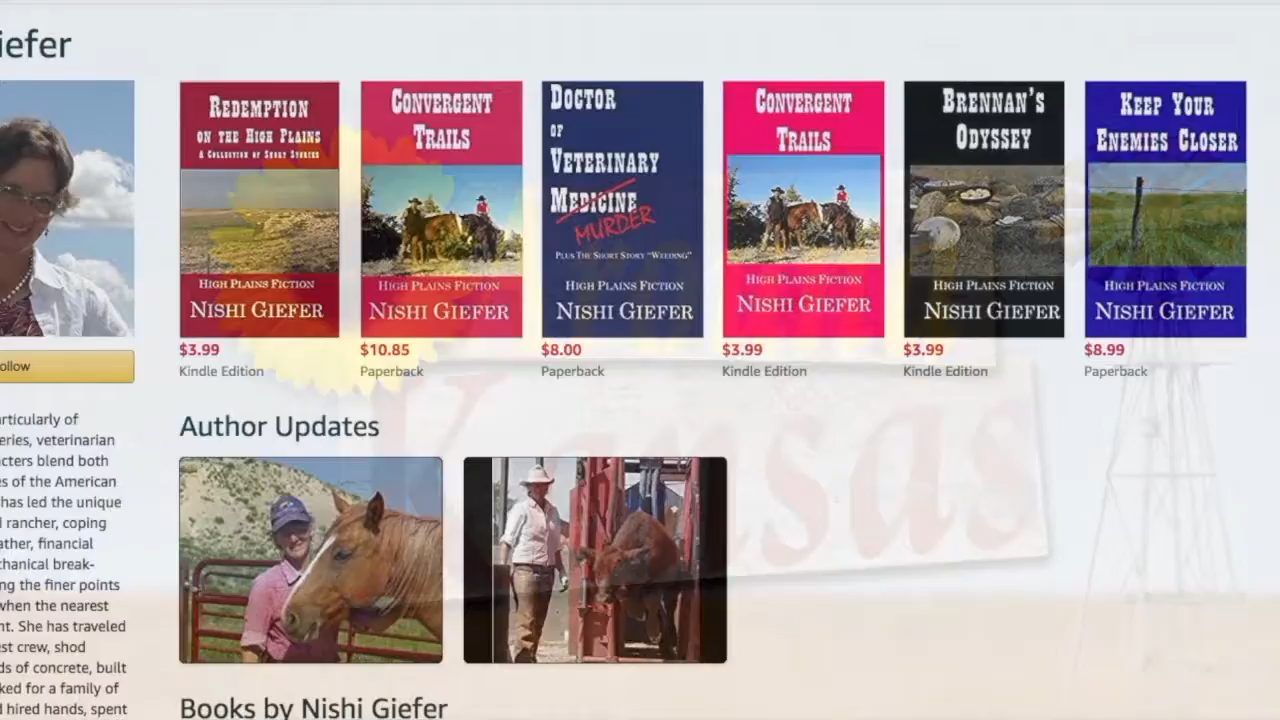 iefer
REDEMPTION
ON THE HIGH PLAINS
A COLLECTION OF SHORT STORIES
HIGH PLAINS FICTION
NISHI GIEFER
$3.99
Kindle Edition
CONVERGENT
TRAILS
HIGH PLAINS FICTION
NISHI GIEFER
$10.85
Paperback
DOCTOR
OF
VETERINARY
MEDICINE
MURDER
PLUS THE SHORT STORY "WEEDING"
HIGH PLAINS FICTION
NISHI GIEFER
$8.00
Paperback
CONVERGENT
TRAILS
HIGH PLAINS FICTION
NISHI GIEFER
$3.99
Kindle Edition
BRENNAN'S
ODYSSEY
HIGH PLAINS FICTION
NISHI GIEFER
$3.99
Kindle Edition
KEEP YOUR
ENEMIES CLOSER
HIGH PLAINS FICTION
NISHI GIEFER
$8.99
Paperback
ollow
articularly of
eries, veterinarian
acters blend both
es of the American
has led the unique
d rancher, coping
ather, financial
chanical break-
ng the finer points
when the nearest
nt. She has traveled
est crew, shod
ds of concrete, built
ked for a family of
d hired hands, spent
Author Updates
Kansas
Books by Nishi Giefer